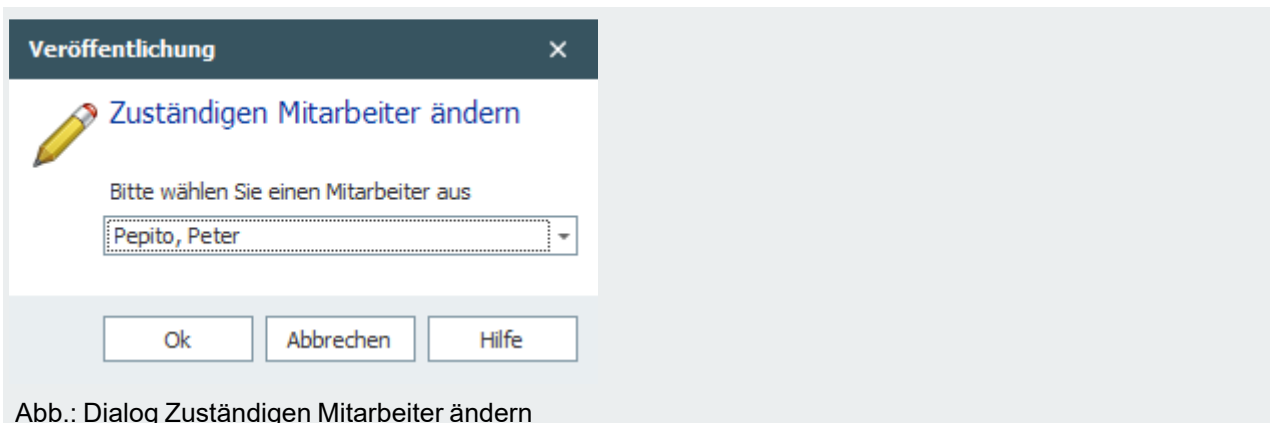 Veröffentlichung
Zuständigen Mitarbeiter ändern
Bitte wählen Sie einen Mitarbeiter aus
Pepito, Peter
Ok Abbrechen Hilfe
Abb.: Dialog Zuständigen Mitarbeiter ändern